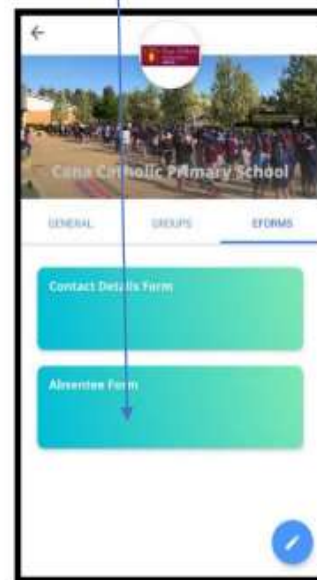 Cana Catholic Primary School
GENERAL GROUPS EFORMS
Contact Details Form
Absentee Form